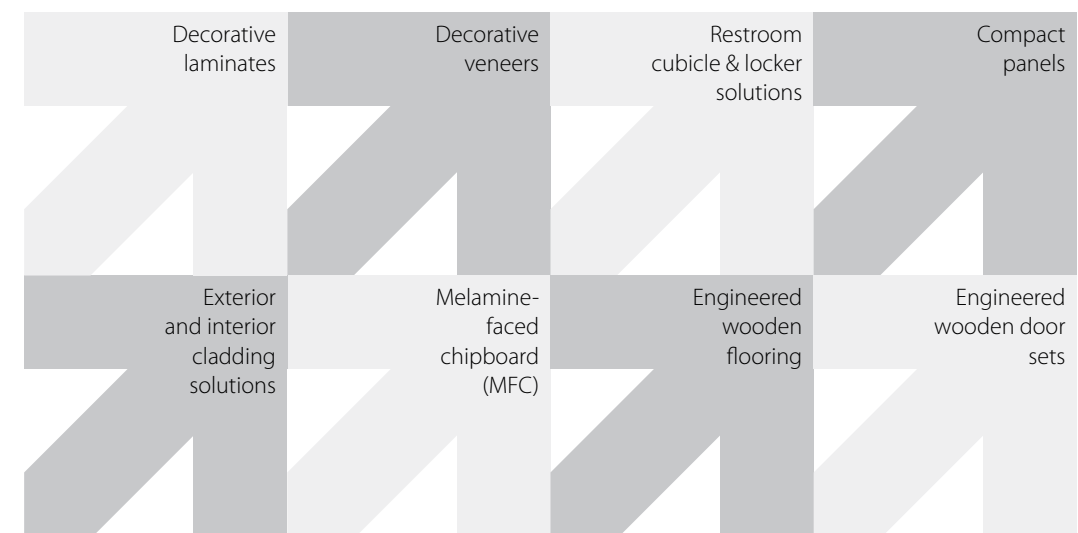 Decorative
laminates
Decorative
veneers
Restroom
cubicle & locker
solutions
Compact
panels
Exterior
and interior
cladding
solutions
Melamine-
faced
chipboard
(MFC)
Engineered
wooden
flooring
Engineered
wooden door
sets